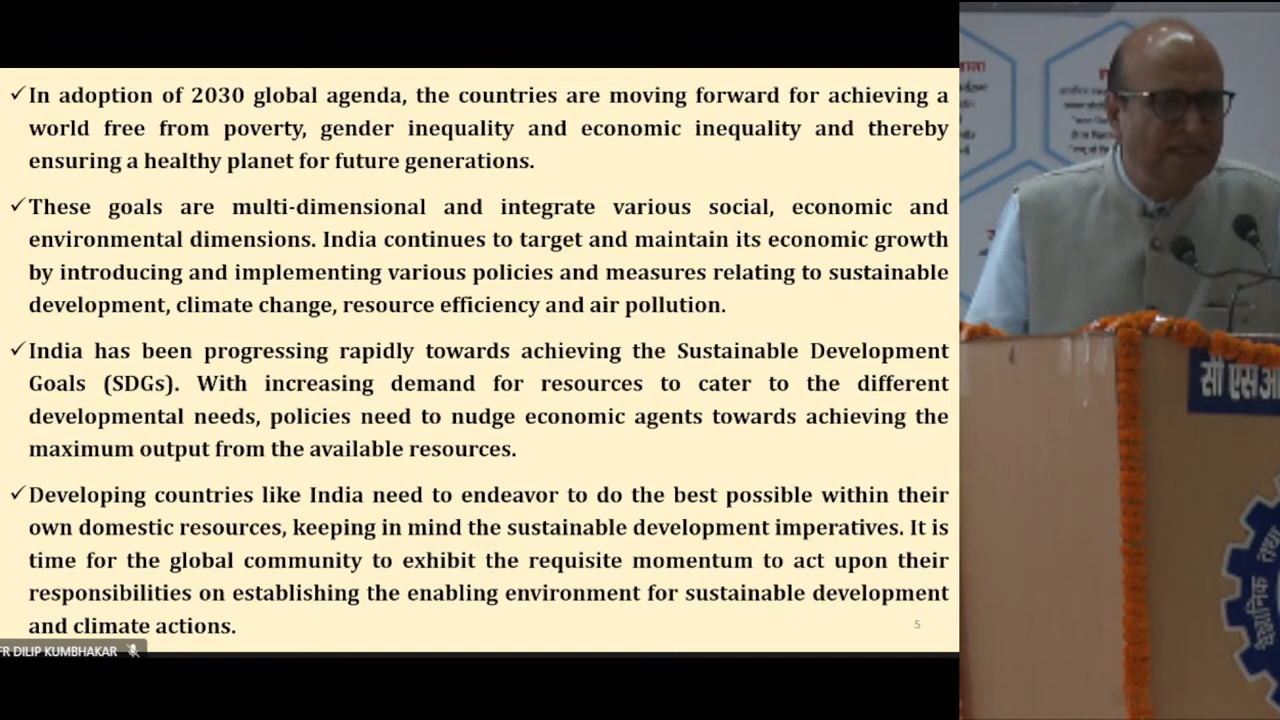 ✓In adoption of 2030 global agenda, the countries are moving forward for achieving a
world free from poverty, gender inequality and economic inequality and thereby
ensuring a healthy planet for future generations.
✓These goals are multi-dimensional and integrate various social, economic and
environmental dimensions. India continues to target and maintain its economic growth
by introducing and implementing various policies and measures relating to sustainable
development, climate change, resource efficiency and air pollution.
✓India has been progressing rapidly towards achieving the Sustainable Development
Goals (SDGs). With increasing demand for resources to cater to the different
developmental needs, policies need to nudge economic agents towards achieving the
maximum output from the available resources.
✓Developing countries like India need to endeavor to do the best possible within their
own domestic resources, keeping in mind the sustainable development imperatives. It is
time for the global community to exhibit the requisite momentum to act upon their
responsibilities on establishing the enabling environment for sustainable development
and climate actions.
5
FR DILIP KUMBHAKAR
सी एस आ